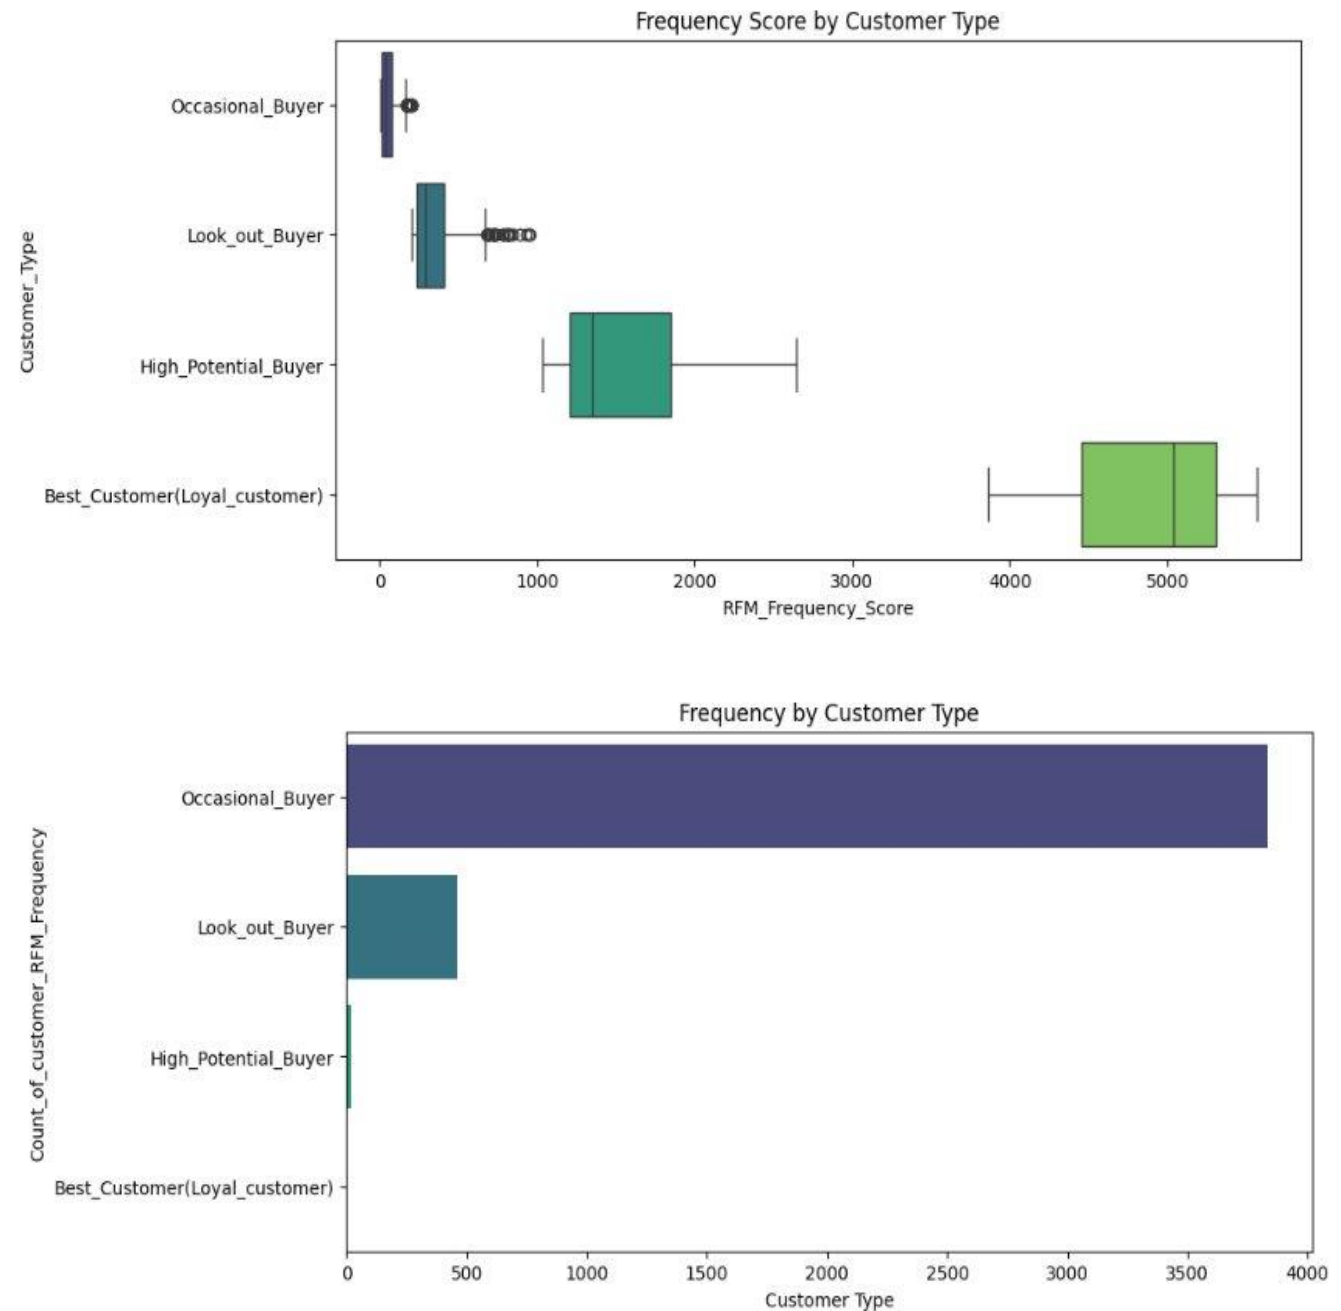 Frequency Score by Customer Type
Customer_Type
Occasional_Buyer
Look_out_Buyer
High_Potential_Buyer
Best_Customer(Loyal_customer)
0 1000 2000 3000 4000 5000
RFM_Frequency_Score
Frequency by Customer Type
Count_of_customer_RFM_Frequency
Occasional_Buyer
Look_out_Buyer
High_Potential_Buyer
Best_Customer(Loyal_customer)
0 500 1000 1500 2000 2500 3000 3500 4000
Customer Type